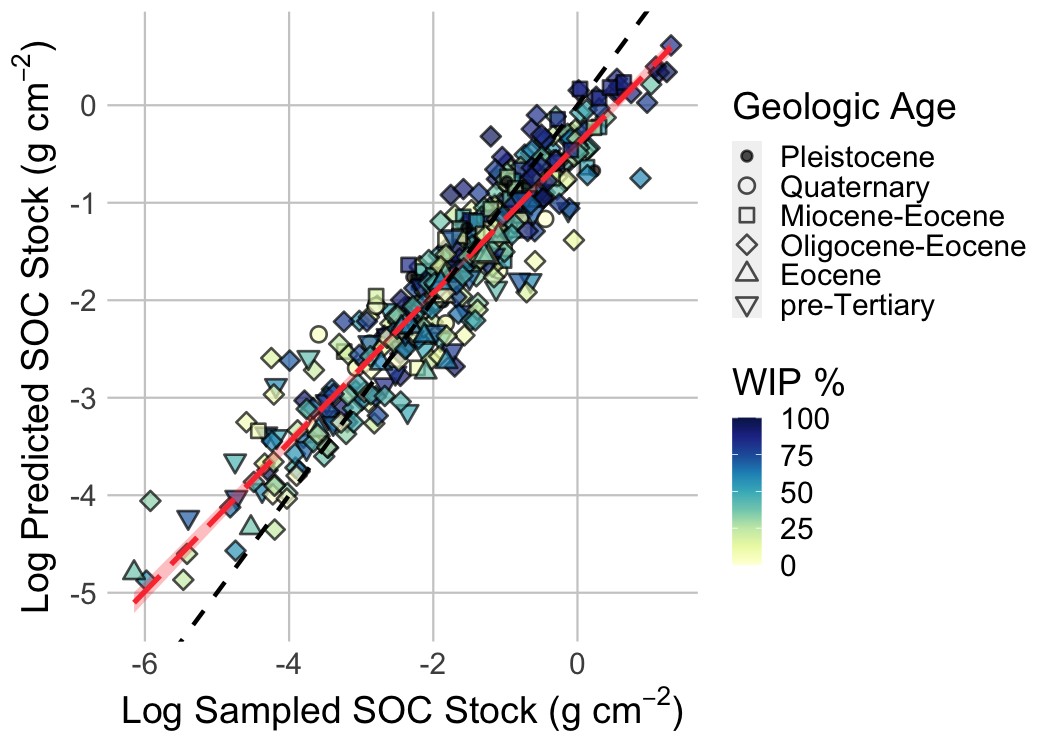 Log Predicted SOC Stock (g cm−2)
0
-1
-2
-3
-4
-5
-6
-4
-2
0
Log Sampled SOC Stock (g cm−2)
Geologic Age
Pleistocene
Quaternary
Miocene-Eocene
Oligocene-Eocene
Eocene
pre-Tertiary
WIP %
100
75
50
25
0